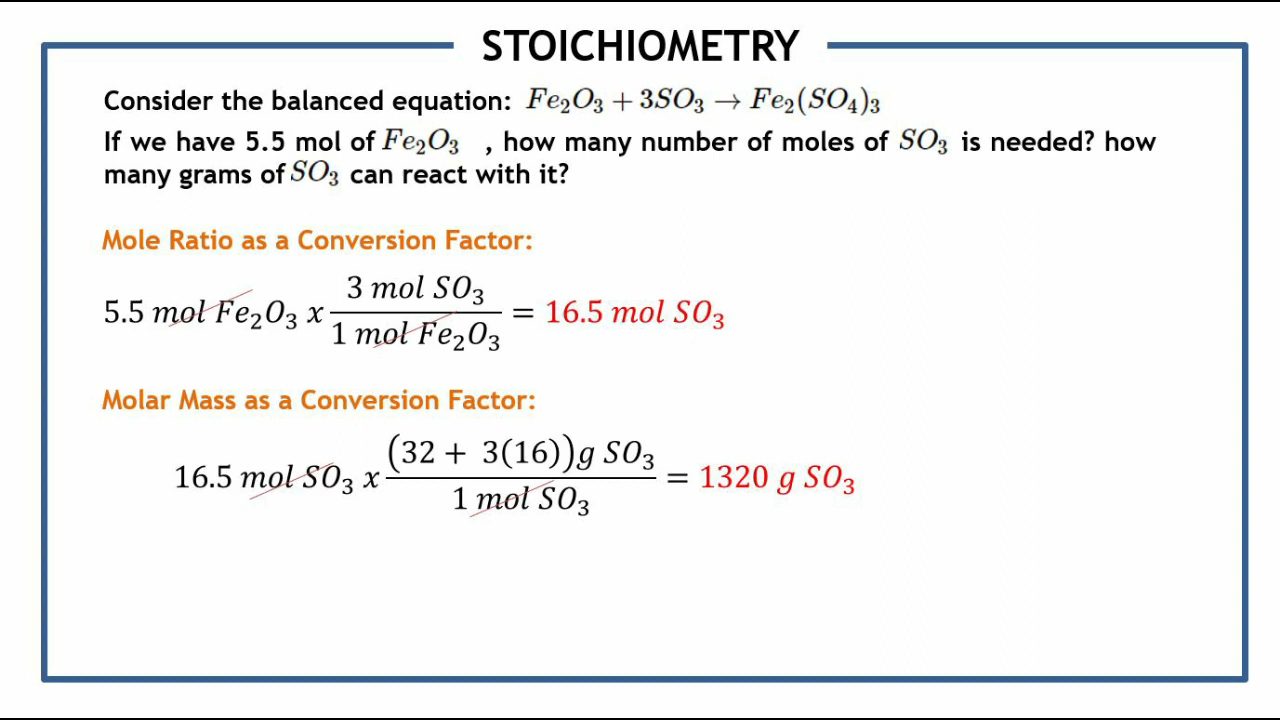 STOICHIOMETRY
Consider the balanced equation: Fe₂O₃ + 3SO₃ → Fe₂(SO₄)₃
If we have 5.5 mol of Fe₂O₃ , how many number of moles of SO₃ is needed? how
many grams of SO₃ can react with it?
Mole Ratio as a Conversion Factor:
3 mol SO₃
5.5 mol Fe₂O₃ x = 16.5 mol SO₃
1 mol Fe₂O₃
Molar Mass as a Conversion Factor:
(32 + 3(16))g SO₃
16.5 mol SO₃ x = 1320 g SO₃
1 mol SO₃